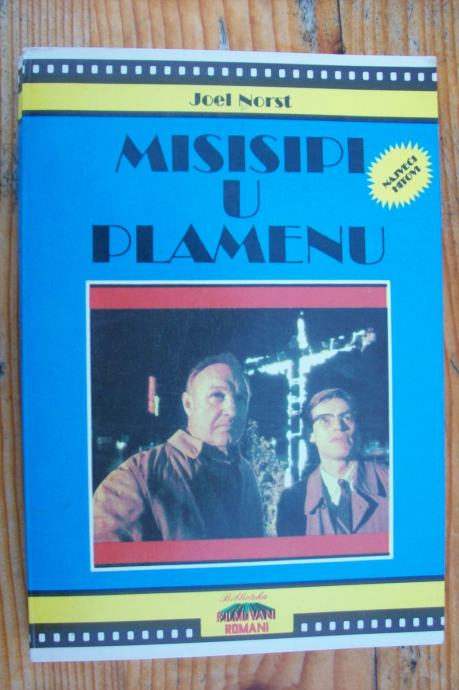 Joel Norst
MISISIPI
U
PLAMENU
NAJVEĆI
HITOVI
Biblioteka
FILMOVANI
ROMANI